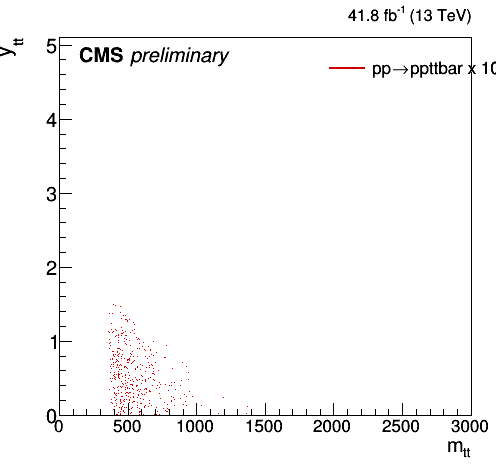 41.8 fb⁻¹ (13 TeV)
CMS preliminary
pp→ppttbar x 10
y_tt
5
4
3
2
1
0
0 500 1000 1500 2000 2500 3000
m_tt